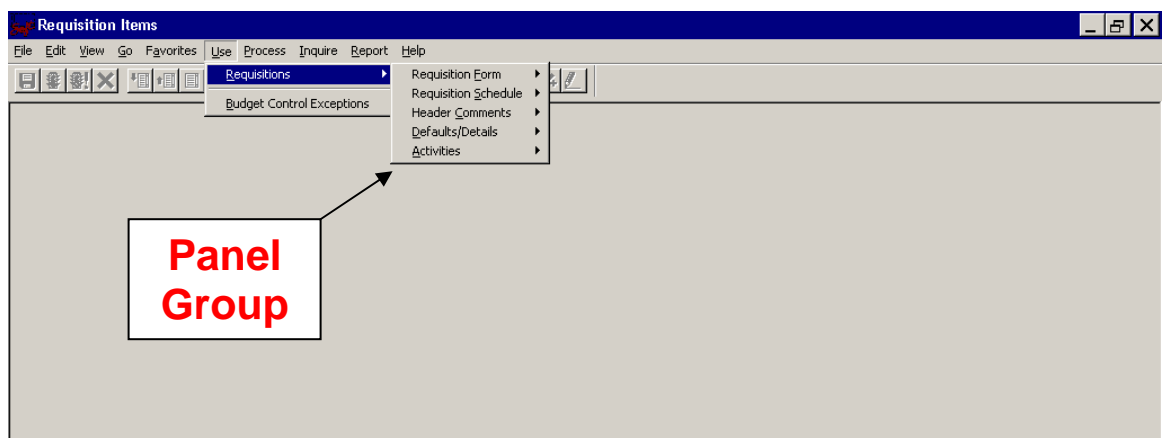 Requisition Items
File Edit View Go Favorites Use Process Inquire Report Help
Requisitions
Budget Control Exceptions
Requisition Form
Requisition Schedule
Header Comments
Defaults/Details
Activities
Panel
Group